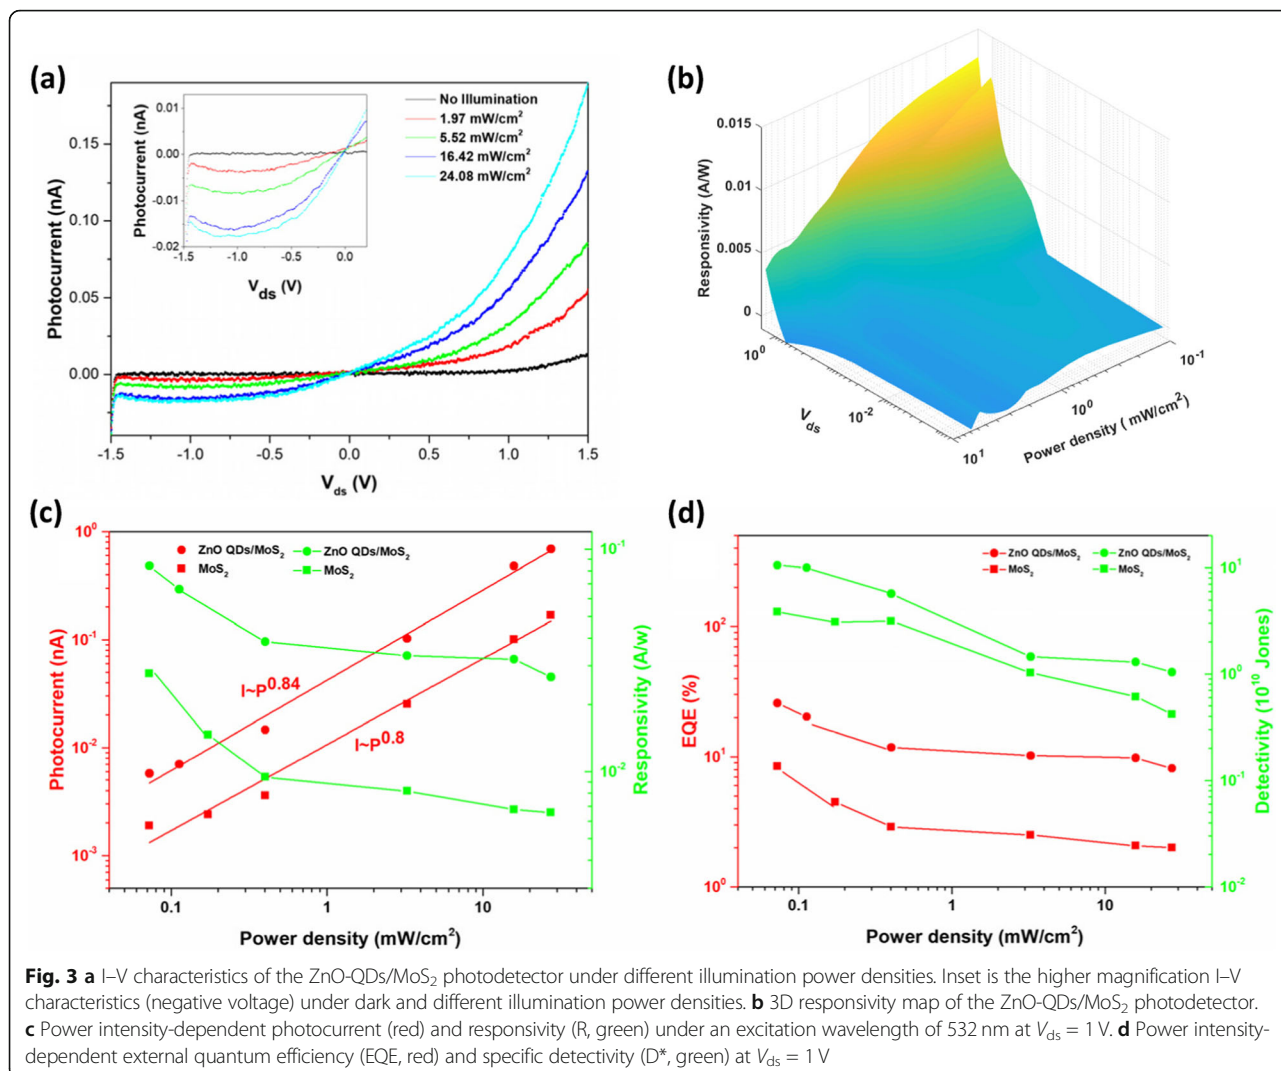 (a)
No Illumination
1.97 mW/cm²
5.52 mW/cm²
16.42 mW/cm²
24.08 mW/cm²
Photocurrent (nA)
0.15
0.10
0.05
0.00
-1.5 -1.0 -0.5 0.0 0.5 1.0 1.5
V_ds (V)
Photocurrent (nA)
0.01
0.00
-0.01
-0.02
-1.5 -1.0 -0.5 0.0
V_ds (V)
(b)
Responsivity (A/W)
0.015
0.01
0.005
0
10⁰
10⁻²
V_ds
10¹
10⁰
10⁻¹
Power density ( mW/cm²)
(c)
ZnO QDs/MoS₂
MoS₂
ZnO QDs/MoS₂
MoS₂
Photocurrent (nA)
10⁰
10⁻¹
10⁻²
10⁻³
I~P^0.84
I~P^0.8
10⁻¹
10⁻²
Responsivity (A/w)
0.1 1 10
Power density (mW/cm²)
(d)
ZnO QDs/MoS₂
MoS₂
ZnO QDs/MoS₂
MoS₂
EQE (%)
10²
10¹
10⁰
10¹
10⁰
10⁻¹
10⁻²
Detectivity (10¹⁰ Jones)
0.1 1 10
Power density (mW/cm²)
Fig. 3 a I–V characteristics of the ZnO-QDs/MoS₂ photodetector under different illumination power densities. Inset is the higher magnification I–V
characteristics (negative voltage) under dark and different illumination power densities. b 3D responsivity map of the ZnO-QDs/MoS₂ photodetector.
c Power intensity-dependent photocurrent (red) and responsivity (R, green) under an excitation wavelength of 532 nm at V_ds = 1 V. d Power intensity-
dependent external quantum efficiency (EQE, red) and specific detectivity (D*, green) at V_ds = 1 V